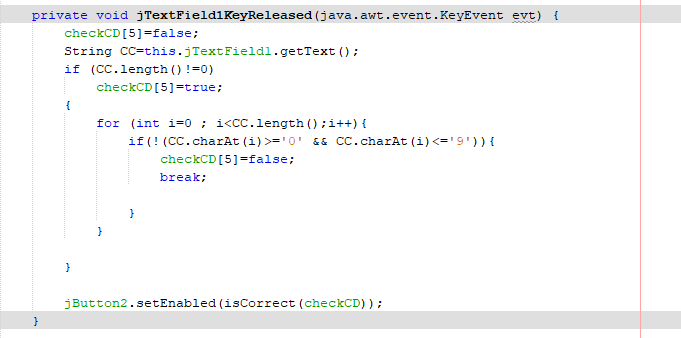 private void jTextField1KeyReleased(java.awt.event.KeyEvent evt) {
checkCD[5]=false;
String CC=this.jTextField1.getText();
if (CC.length()!=0)
checkCD[5]=true;
{
for (int i=0 ; i<CC.length();i++){
if(!(CC.charAt(i)>='0' && CC.charAt(i)<='9')){
checkCD[5]=false;
break;
}
}
}
jButton2.setEnabled(isCorrect(checkCD));
}